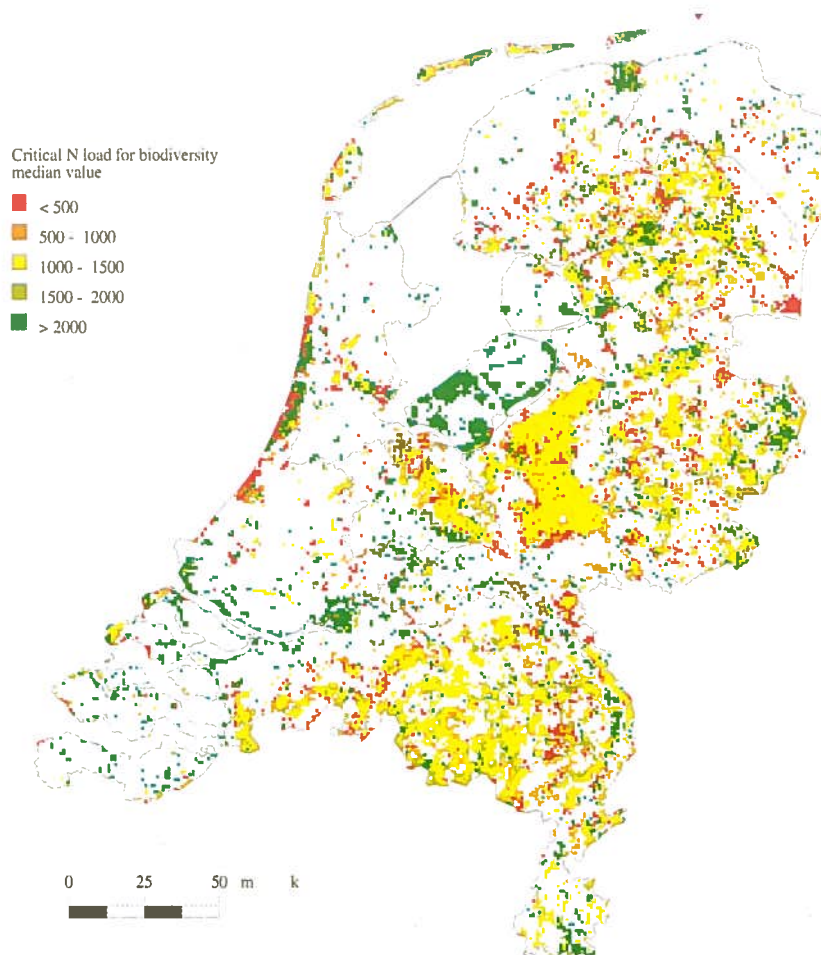 Critical N load for biodiversity
median value
< 500
500 - 1000
1000 - 1500
1500 - 2000
> 2000
0 25 50 m k